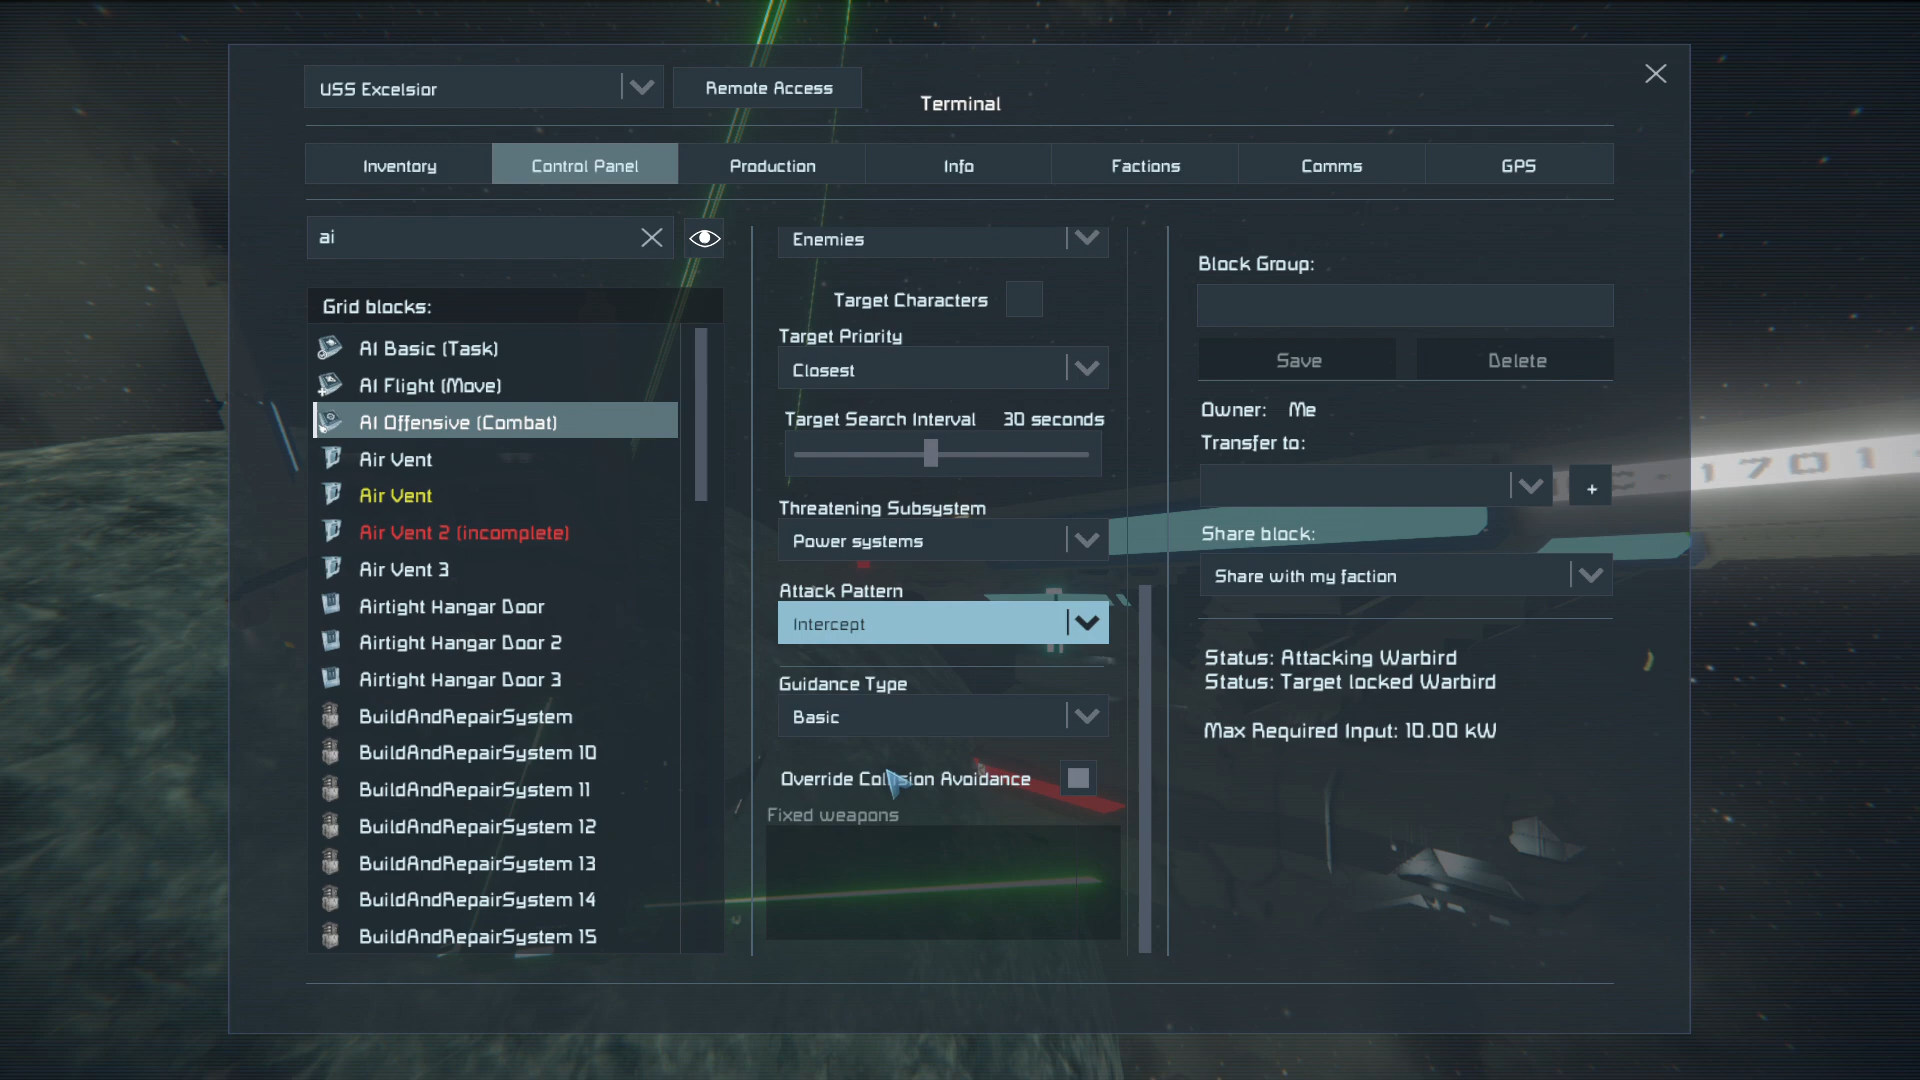 USS Excelsior
Remote Access
Terminal
Inventory
Control Panel
Production
Info
Factions
Comms
GPS
ai
Grid blocks:
AI Basic (Task)
AI Flight (Move)
AI Offensive (Combat)
Air Vent
Air Vent
Air Vent 2 (incomplete)
Air Vent 3
Airtight Hangar Door
Airtight Hangar Door 2
Airtight Hangar Door 3
BuildAndRepairSystem
BuildAndRepairSystem 10
BuildAndRepairSystem 11
BuildAndRepairSystem 12
BuildAndRepairSystem 13
BuildAndRepairSystem 14
BuildAndRepairSystem 15
Enemies
Target Characters
Target Priority
Closest
Target Search Interval 30 seconds
Threatening Subsystem
Power systems
Attack Pattern
Intercept
Guidance Type
Basic
Override Collision Avoidance
Fixed weapons
Block Group:
Save
Delete
Owner: Me
Transfer to:
+
Share block:
Share with my faction
Status: Attacking Warbird
Status: Target locked Warbird
Max Required Input: 10.00 kW
C-1701